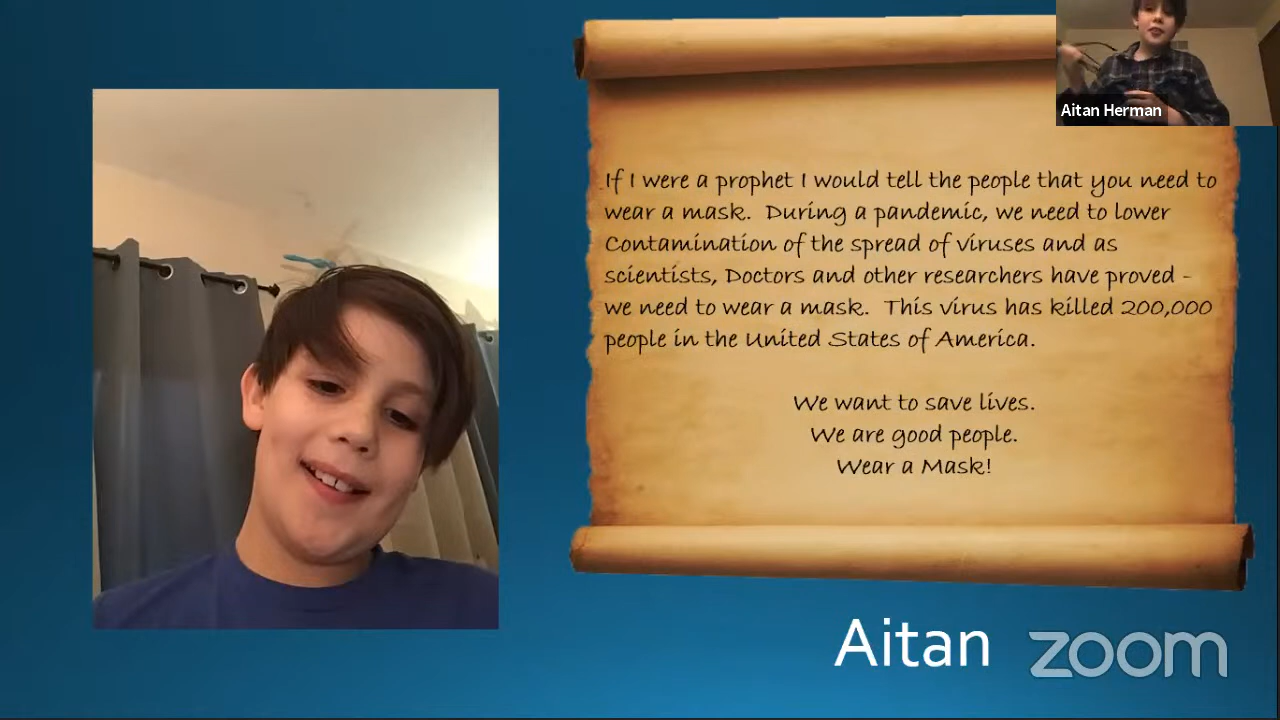 Aitan Herman
If I were a prophet I would tell the people that you need to
wear a mask. During a pandemic, we need to lower
Contamination of the spread of viruses and as
scientists, Doctors and other researchers have proved -
we need to wear a mask. This virus has killed 200,000
people in the United States of America.
We want to save lives.
We are good people.
Wear a Mask!
Aitan
zoom